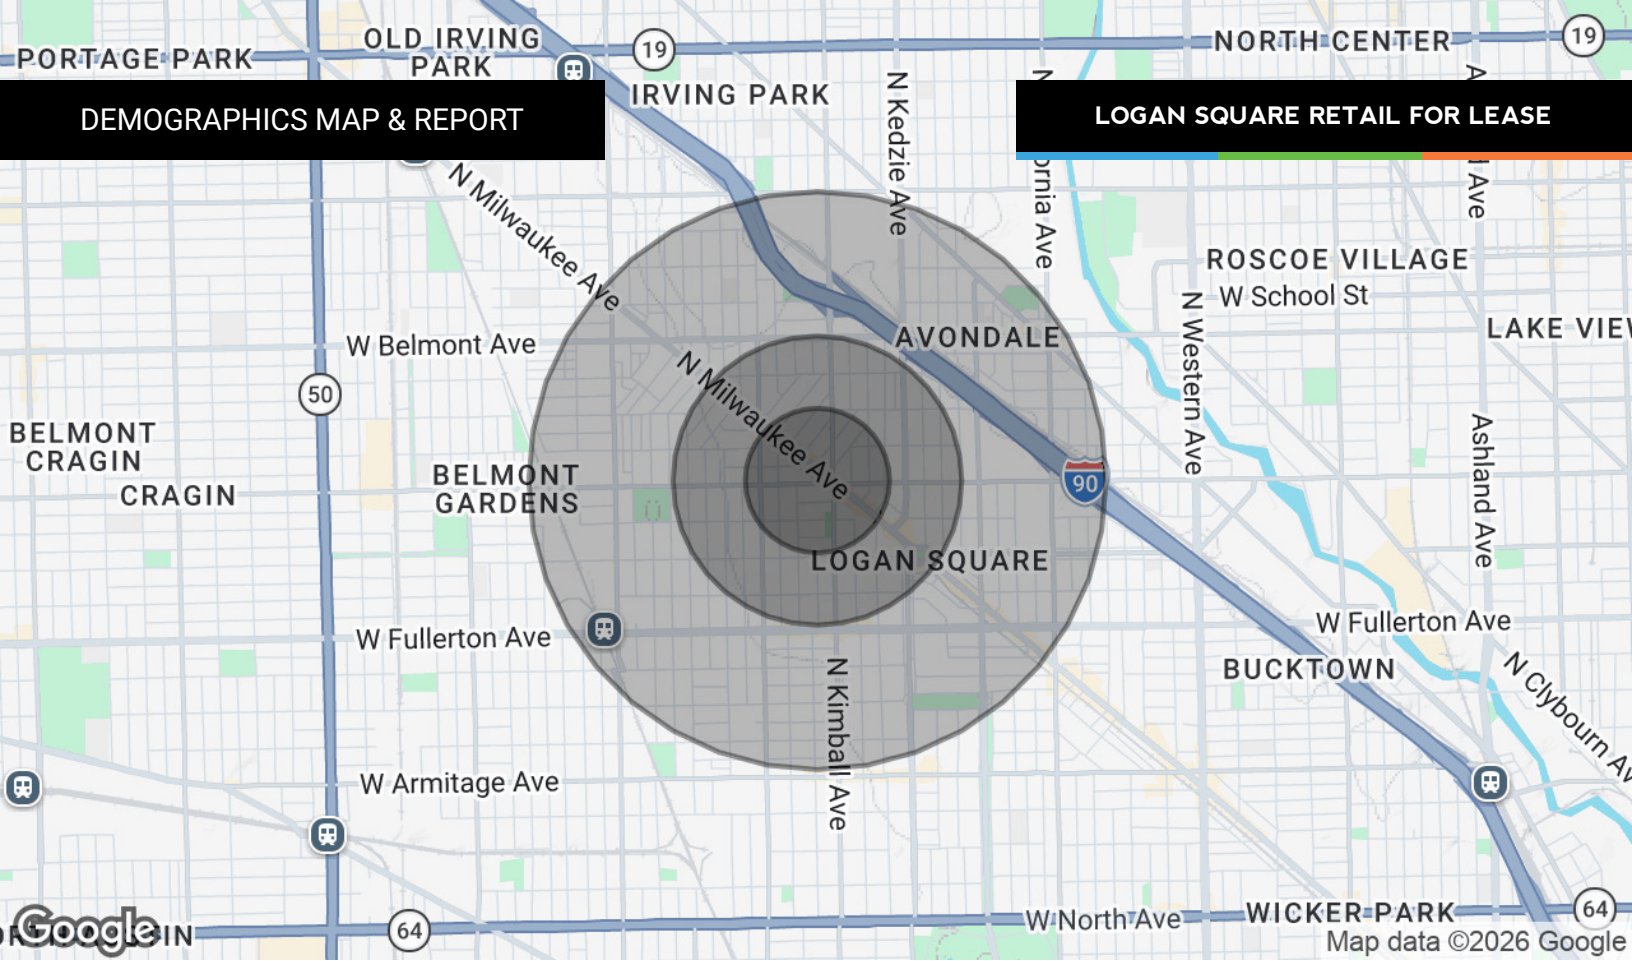 PORTAGE PARK
OLD IRVING
PARK
19
NORTH CENTER
19
IRVING PARK
DEMOGRAPHICS MAP & REPORT
LOGAN SQUARE RETAIL FOR LEASE
N Kedzie Ave
N Milwaukee Ave
ROSCOE VILLAGE
W School St
LAKE VIEW
W Belmont Ave
AVONDALE
N Western Ave
N Milwaukee Ave
50
BELMONT
CRAGIN
CRAGIN
BELMONT
GARDENS
90
Ashland Ave
LOGAN SQUARE
W Fullerton Ave
W Fullerton Ave
BUCKTOWN
N Kimball Ave
N Clybourn Av
W Armitage Ave
W North Ave
WICKER PARK
64
64
Google
Map data ©2026 Google